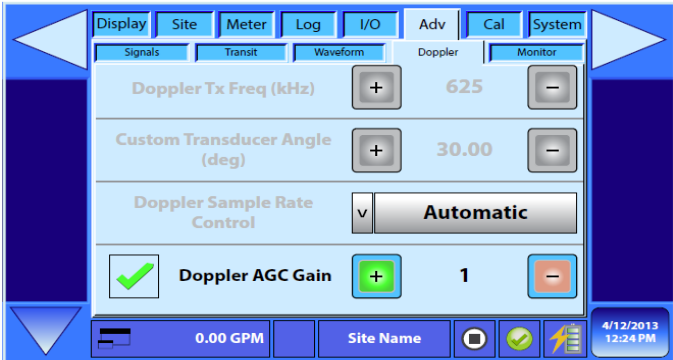 Display Site Meter Log I/O Adv Cal System
Signals Transit Waveform Doppler Monitor
Doppler Tx Freq (kHz) + 625 −
Custom Transducer Angle
(deg) + 30.00 −
Doppler Sample Rate
Control v Automatic
Doppler AGC Gain + 1 −
0.00 GPM Site Name
4/12/2013
12:24 PM